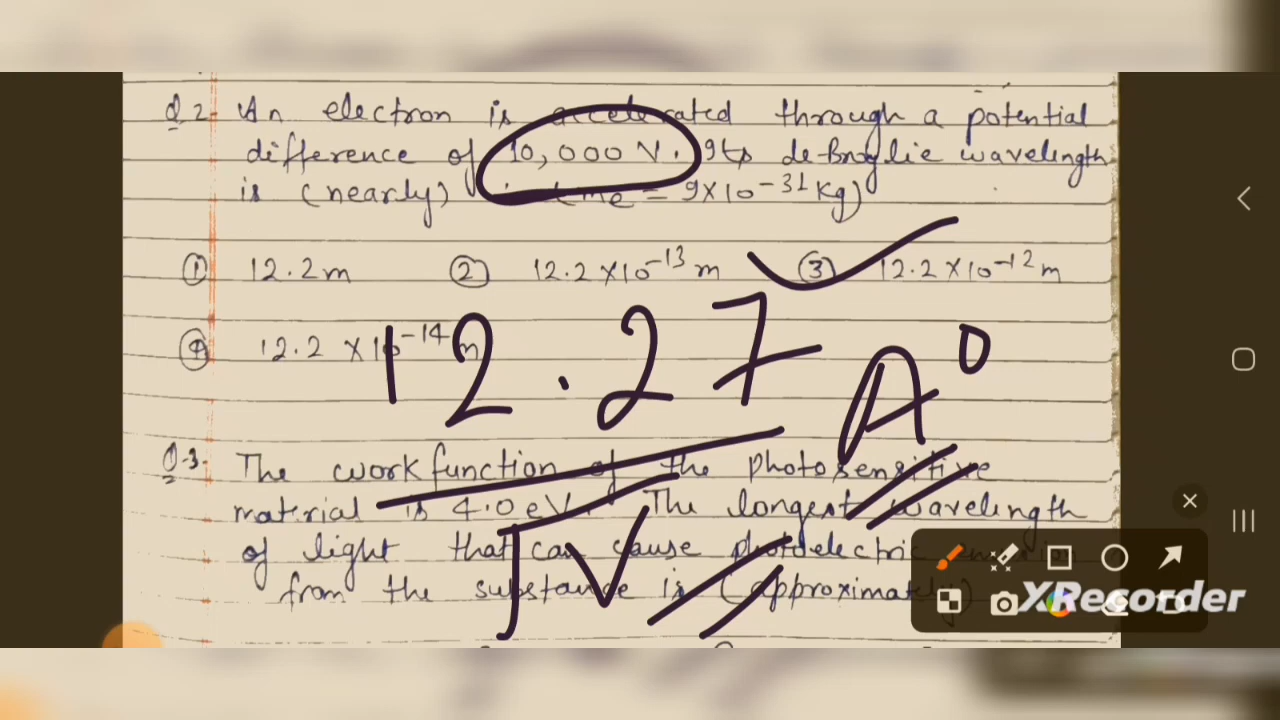 Q 2. An electron is accelerated through a potential
difference of 10,000 V. Its de-Broglie wavelength
is (nearly) : (me = 9×10-31 kg)
① 12.2 m ② 12.2 ×10-13 m ③ 12.2 ×10-12 m
④ 12.2 ×10-14 m
12.27 A°
√V
Q.3. The work function of the photosensitive
material is 4.0 eV. The longest wavelength
of light that can cause photoelectric
from the substance is (approximately)
XRecorder